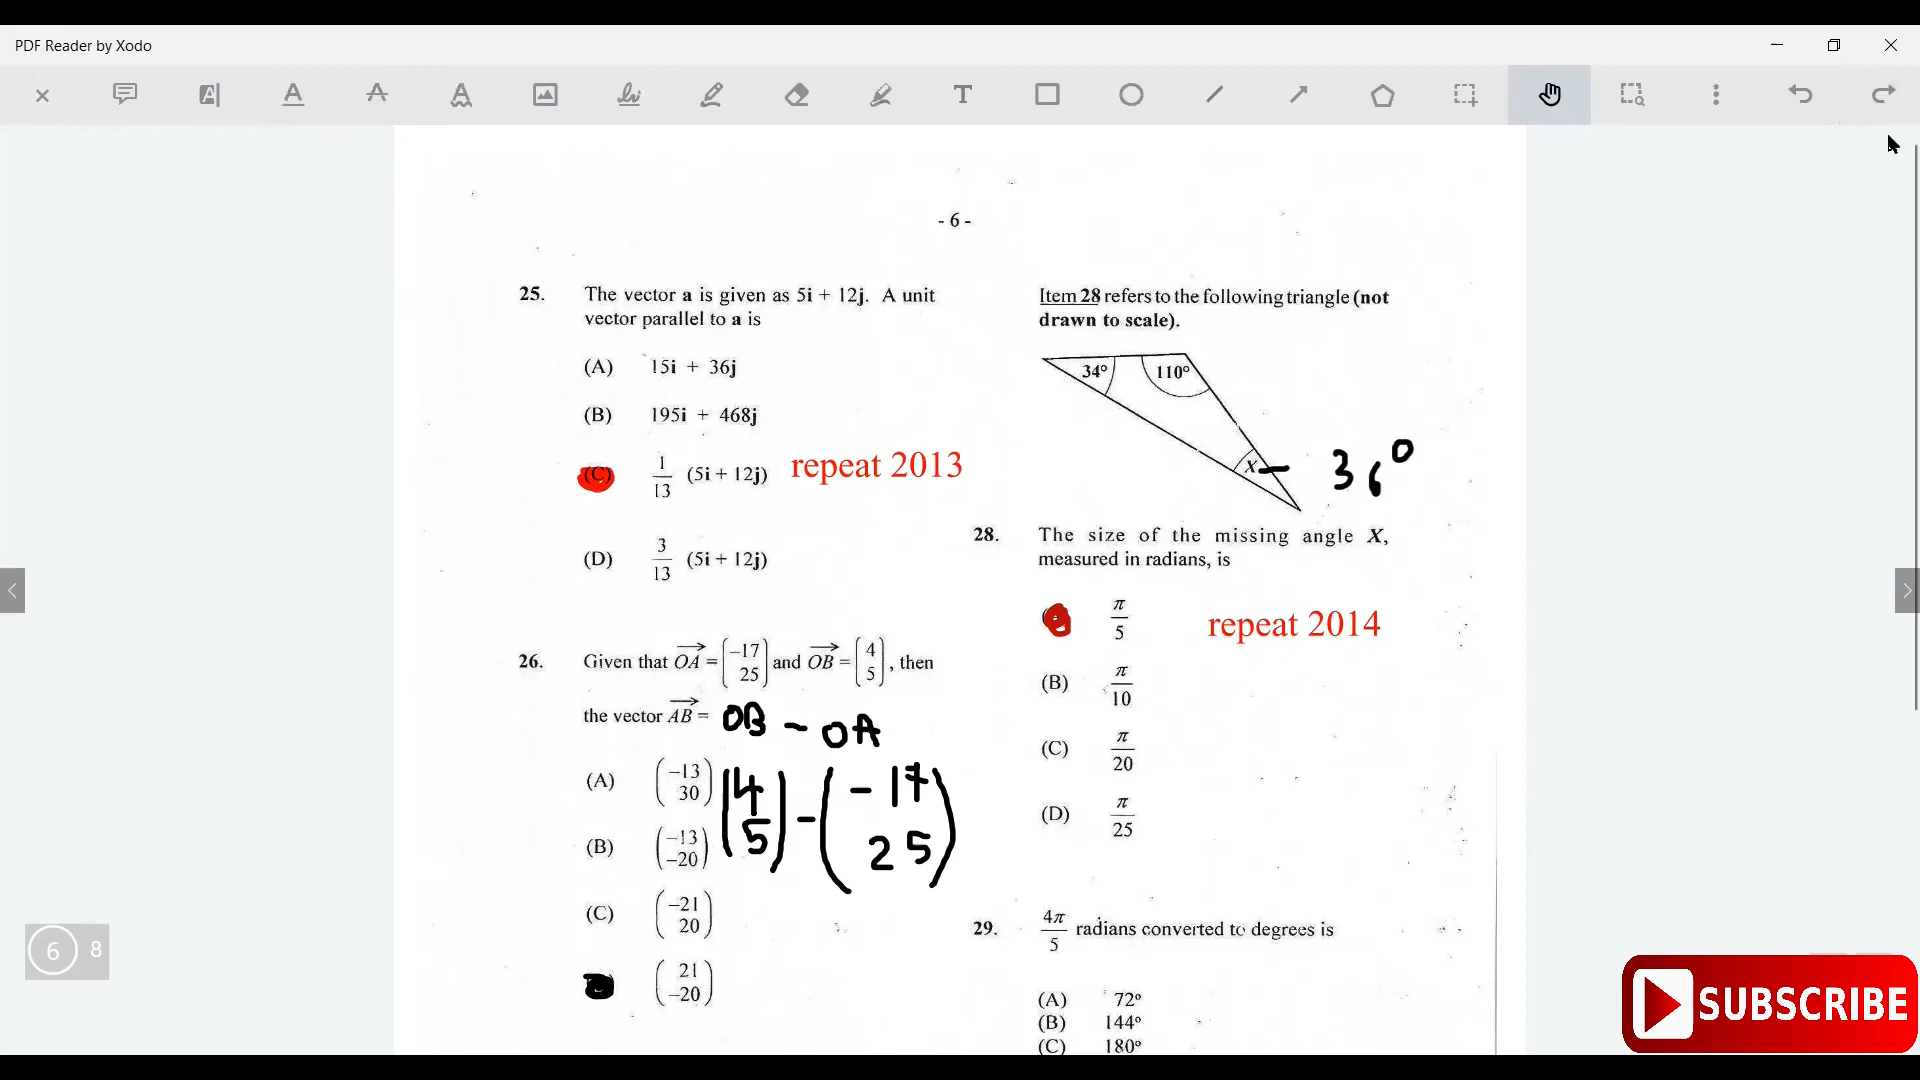 PDF Reader by Xodo
- 6 -
25. The vector a is given as 5i + 12j. A unit
vector parallel to a is
(A) 15i + 36j
(B) 195i + 468j
(C) 1/13 (5i + 12j) repeat 2013
(D) 3/13 (5i + 12j)
26. Given that OA = (−17 25) and OB = (4 5), then
the vector AB = OB − OA
(4 5) − (−17 25)
(A) (−13 30)
(B) (−13 −20)
(C) (−21 20)
(21 −20)
Item 28 refers to the following triangle (not
drawn to scale).
34° 110°
X 36°
28. The size of the missing angle X,
measured in radians, is
π/5 repeat 2014
(B) π/10
(C) π/20
(D) π/25
29. 4π/5 radians converted to degrees is
(A) 72°
(B) 144°
(C) 180°
6 8
SUBSCRIBE